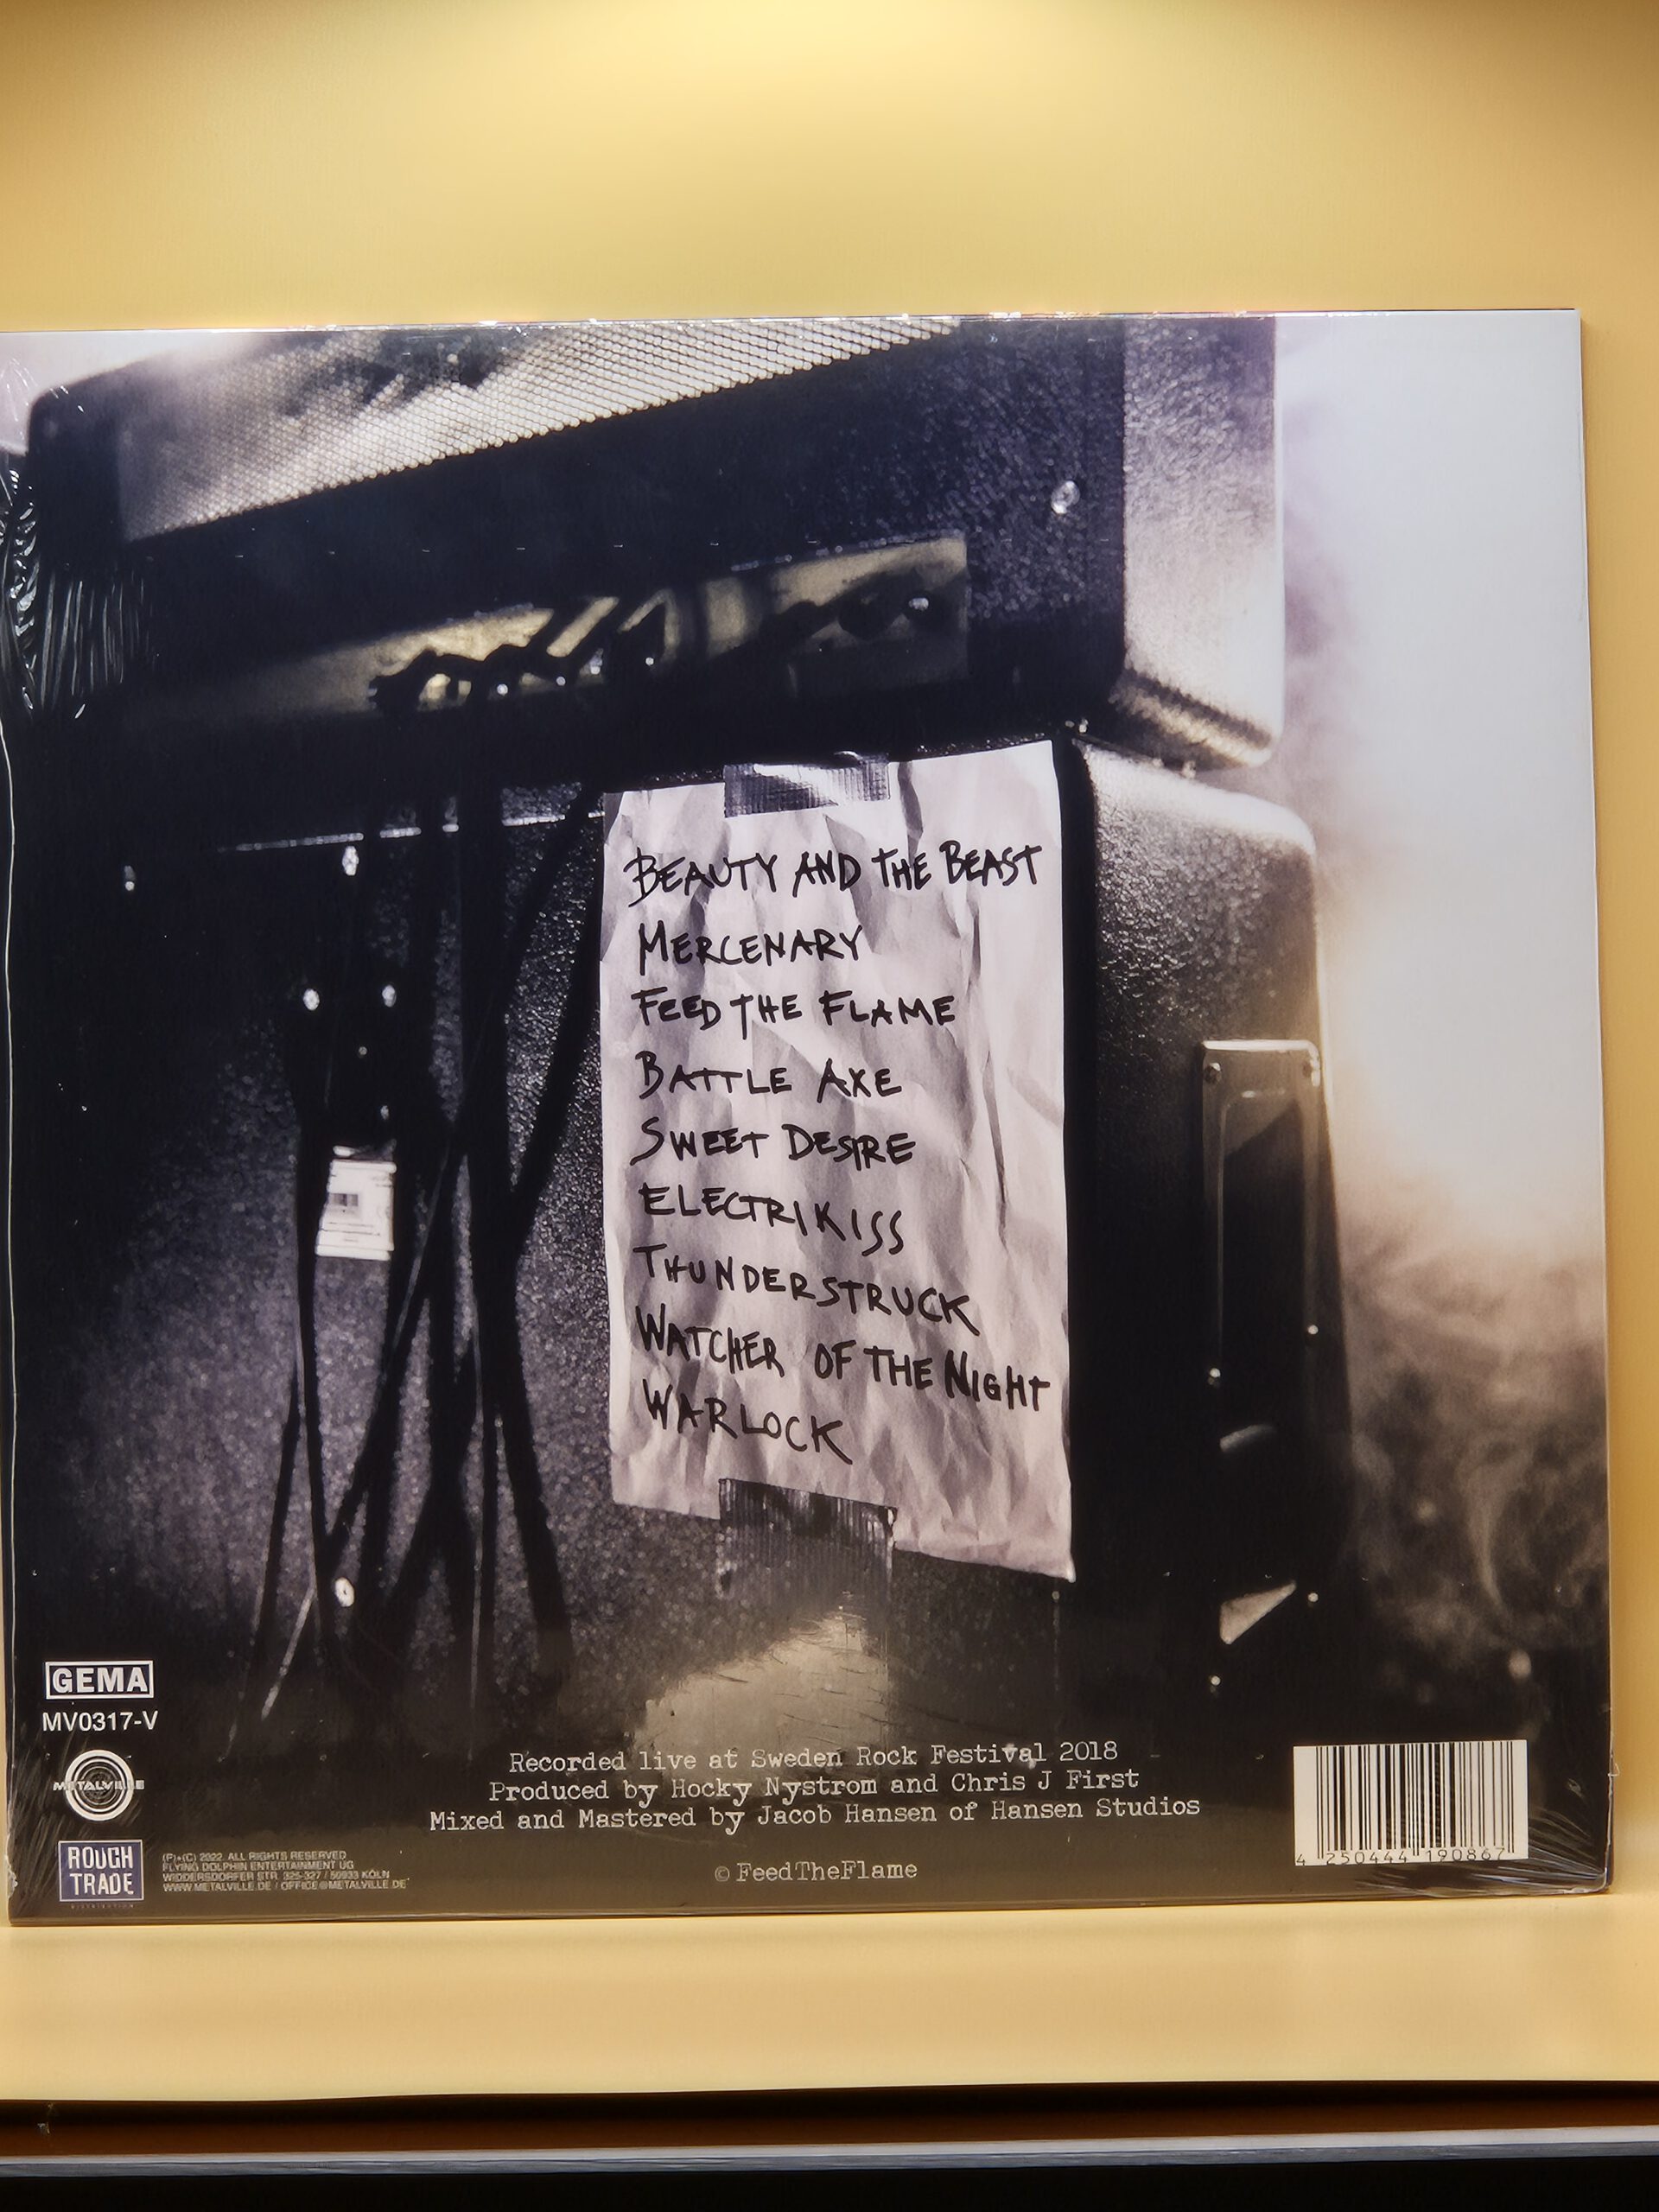 BEAUTY AND THE BEAST
MERCENARY
FEED THE FLAME
BATTLE AXE
SWEET DESIRE
ELECTRIKISS
THUNDERSTRUCK
WATCHER OF THE NIGHT
WARLOCK
GEMA
MV0317-V
METALVILLE
ROUGH
TRADE
DISTRIBUTION
(P)+(C) 2022. ALL RIGHTS RESERVED
FLYING DOLPHIN ENTERTAINMENT UG
WIDDERSDORFER STR. 325-327 / 50933 KÖLN
WWW.METALVILLE.DE / OFFICE@METALVILLE.DE
Recorded live at Sweden Rock Festival 2018
Produced by Hocky Nystrom and Chris J First
Mixed and Mastered by Jacob Hansen of Hansen Studios
© FeedTheFlame
4 250444 190867